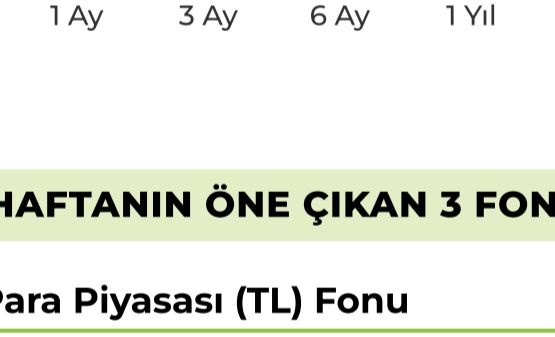 1 Ay 3 Ay 6 Ay 1 Yıl
HAFTANIN ÖNE ÇIKAN 3 FON
Para Piyasası (TL) Fonu